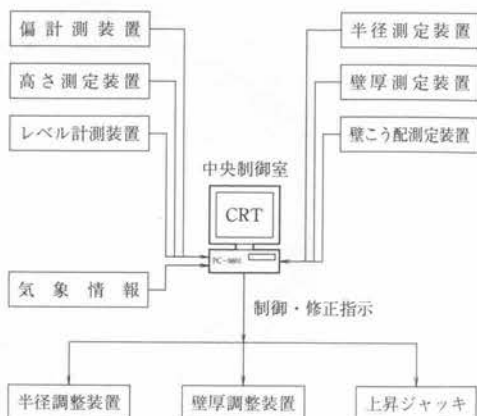 偏計測装置
高さ測定装置
レベル計測装置
半径測定装置
壁厚測定装置
壁こう配測定装置
中央制御室
CRT
気象情報
制御・修正指示
半径調整装置
壁厚調整装置
上昇ジャッキ